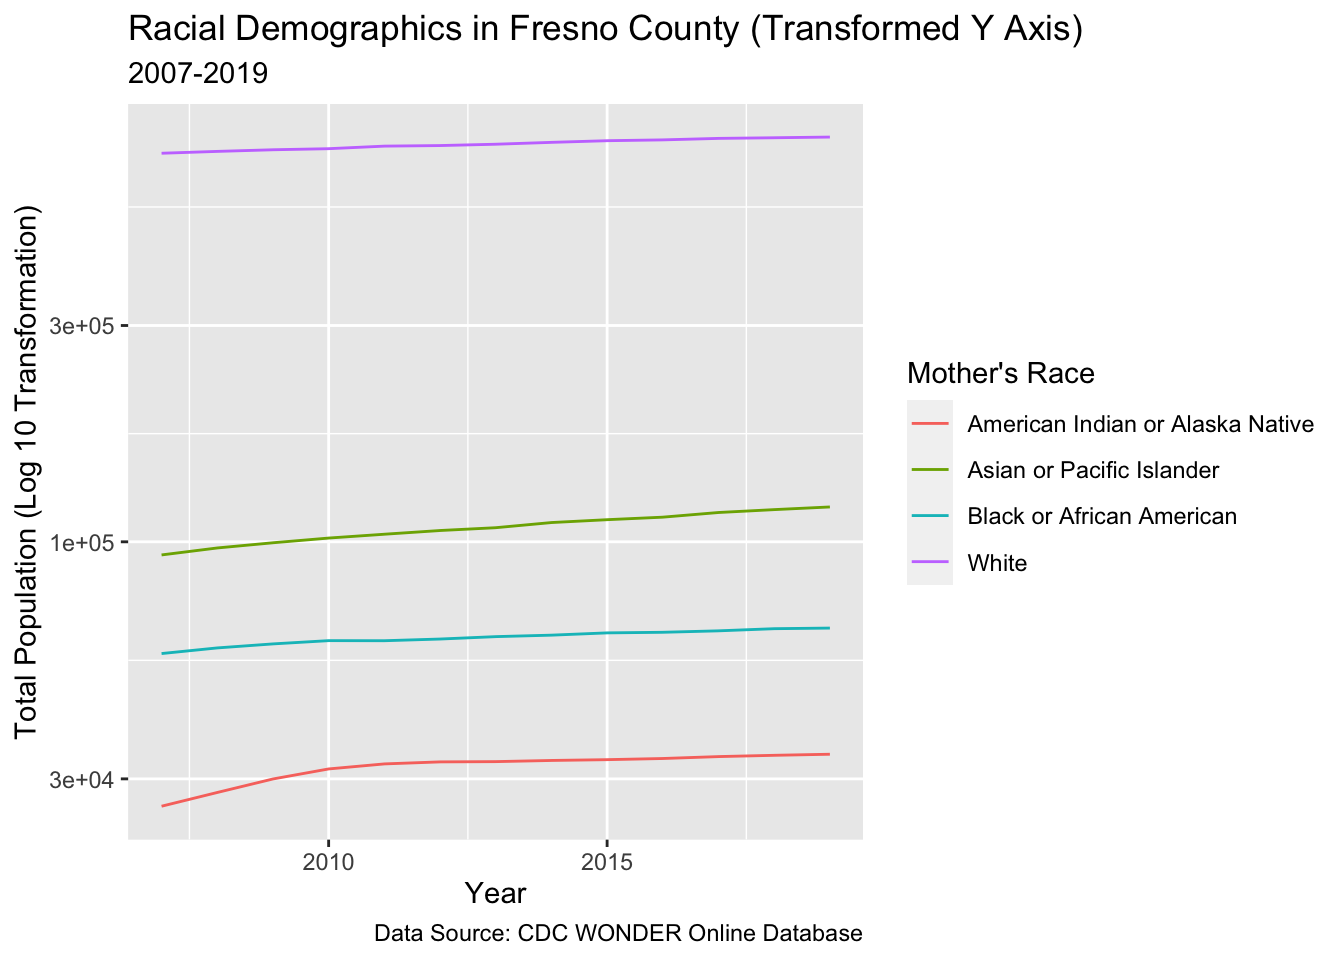 Racial Demographics in Fresno County (Transformed Y Axis)
2007-2019
Total Population (Log 10 Transformation)
3e+05
1e+05
3e+04
2010
2015
Year
Mother's Race
American Indian or Alaska Native
Asian or Pacific Islander
Black or African American
White
Data Source: CDC WONDER Online Database